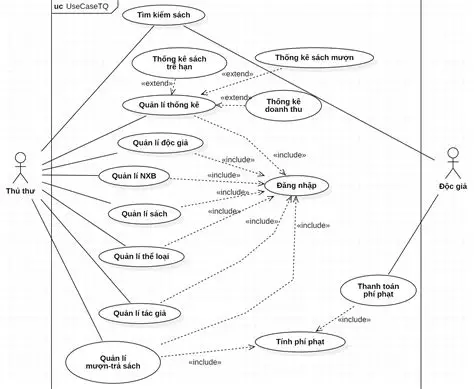 uc UseCaseTQ
Tìm kiếm sách
Thống kê sách
trễ hạn
Thống kê sách mượn
«extend»
«extend»
Quản lí thống kê
«extend»
Thống kê
doanh thu
Quản lí độc giả
«include»
«include»
Thủ thư
Độc giả
Quản lí NXB
«include»
Đăng nhập
«include»
Quản lí sách
«include»
«include»
«include»
Quản lí thể loại
Thanh toán
phí phạt
Quản lí tác giả
«include»
Tính phí phạt
Quản lí
mượn-trả sách
«include»